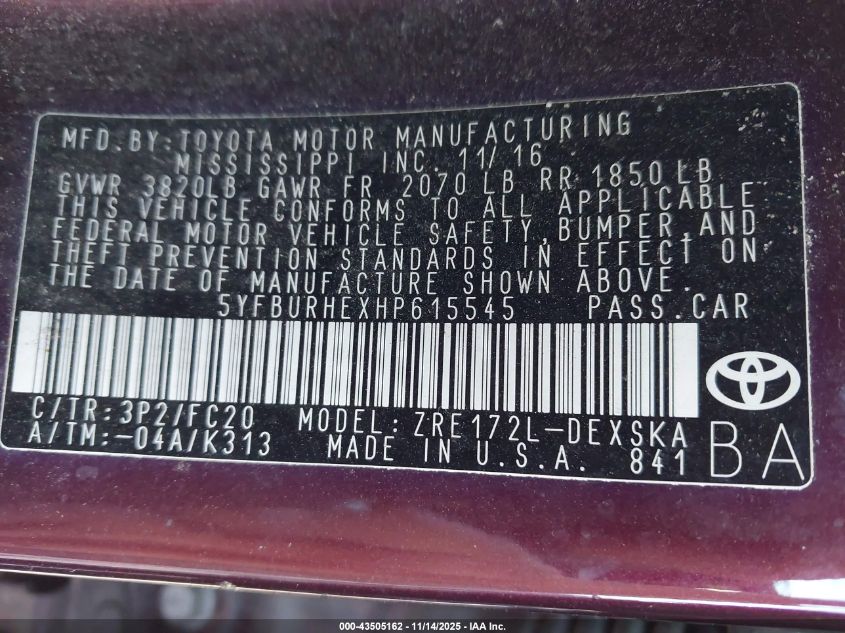 MFD. BY: TOYOTA MOTOR MANUFACTURING
MISSISSIPPI INC. 11/16
GVWR 3820LB GAWR FR 2070 LB RR 1850 LB
THIS VEHICLE CONFORMS TO ALL APPLICABLE
FEDERAL MOTOR VEHICLE SAFETY, BUMPER, AND
THEFT PREVENTION STANDARDS IN EFFECT ON
THE DATE OF MANUFACTURE SHOWN ABOVE.
5YFBURHEXHP615545 PASS. CAR
C/TR: 3P2/FC20 MODEL: ZRE172L-DEXSKA
A/TM: -04A/K313 MADE IN U.S.A. 841
BA
000-43505162 - 11/14/2025 - IAA Inc.